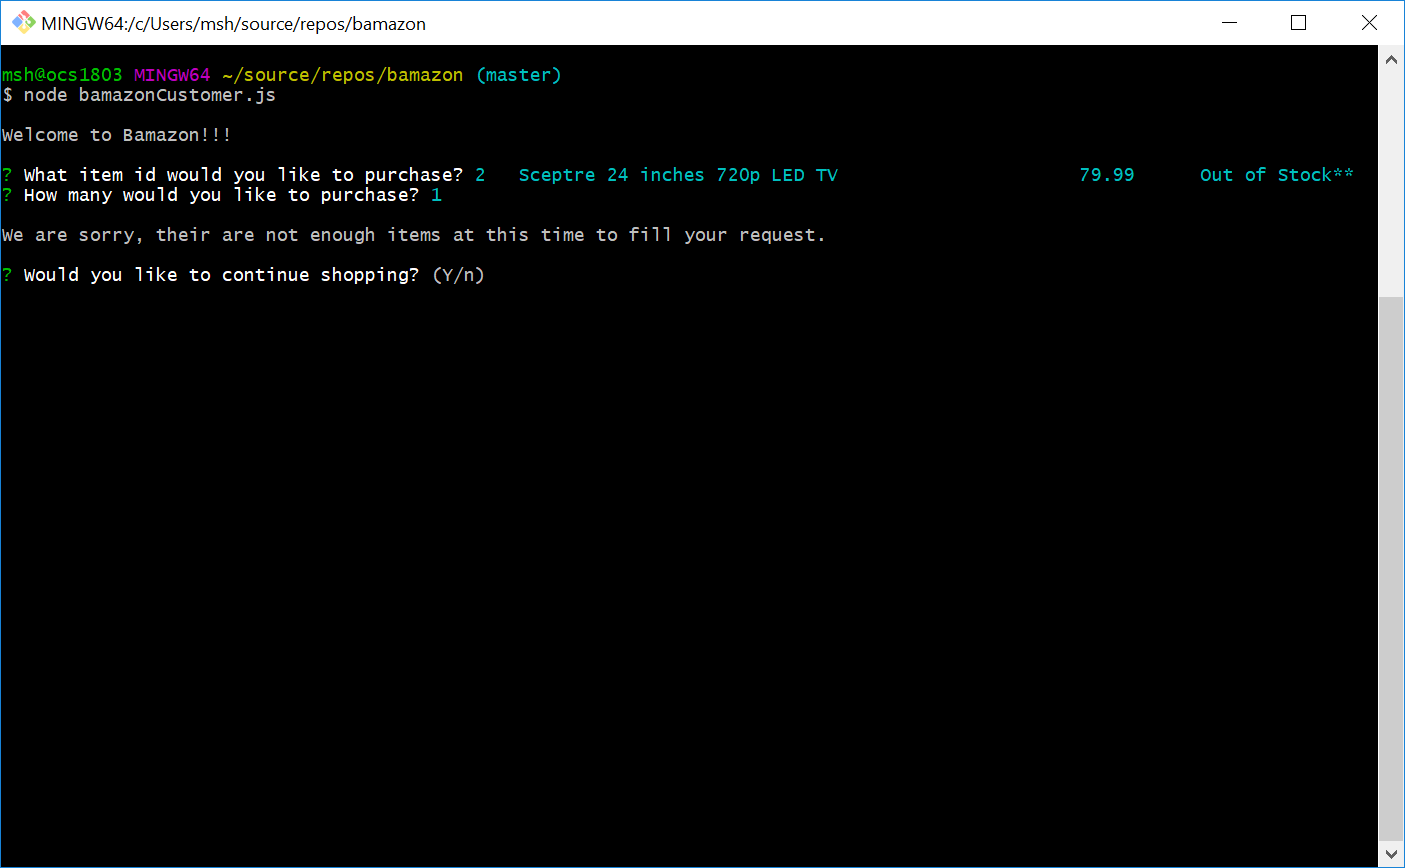 MINGW64:/c/Users/msh/source/repos/bamazon
msh@ocs1803 MINGW64 ~/source/repos/bamazon (master)
$ node bamazonCustomer.js
Welcome to Bamazon!!!
? What item id would you like to purchase? 2   Sceptre 24 inches 720p LED TV                      79.99      Out of Stock**
? How many would you like to purchase? 1
We are sorry, their are not enough items at this time to fill your request.
? Would you like to continue shopping? (Y/n)